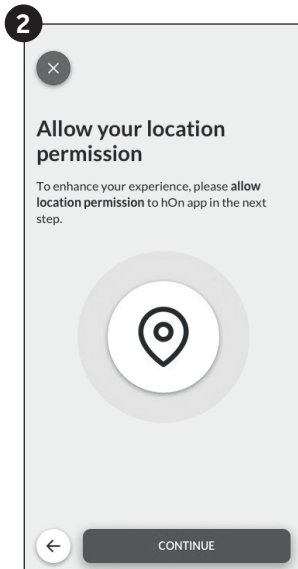 2
Allow your location
permission
To enhance your experience, please allow
location permission to hOn app in the next
step.
CONTINUE